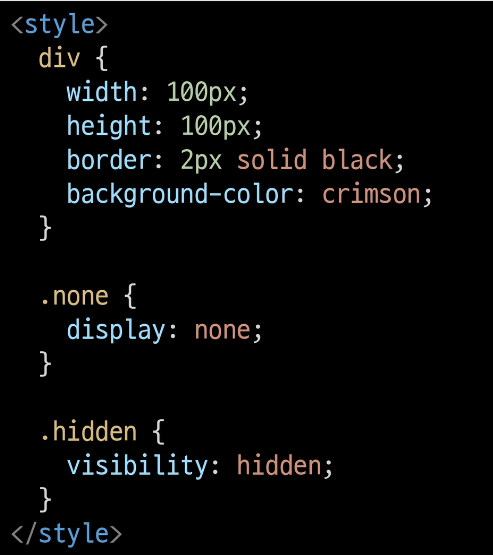 <style>
div {
width: 100px;
height: 100px;
border: 2px solid black;
background-color: crimson;
}
.none {
display: none;
}
.hidden {
visibility: hidden;
}
</style>